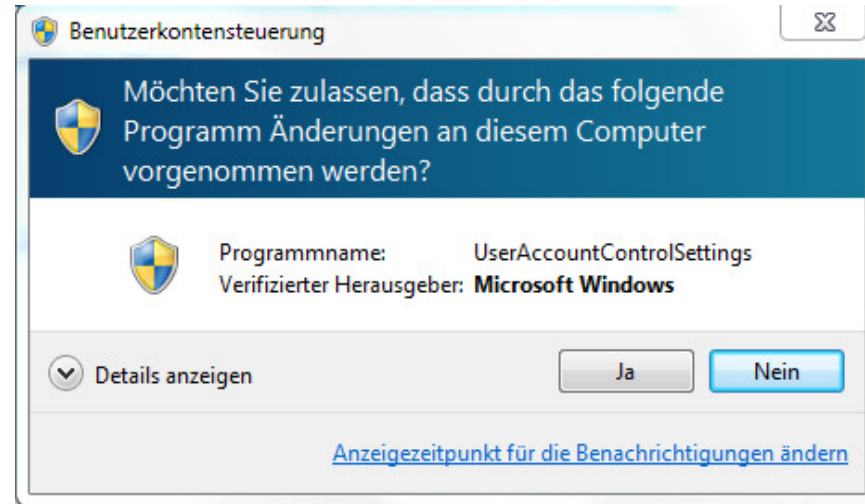 Benutzerkontensteuerung
Möchten Sie zulassen, dass durch das folgende
Programm Änderungen an diesem Computer
vorgenommen werden?
Programmname: UserAccountControlSettings
Verifizierter Herausgeber: Microsoft Windows
Details anzeigen Ja Nein
Anzeigezeitpunkt für die Benachrichtigungen ändern